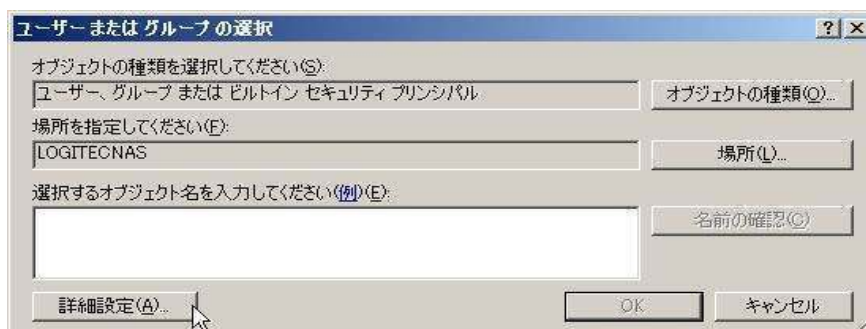 ユーザー または グループ の選択
オブジェクトの種類を選択してください(S):
ユーザー、グループ または ビルトイン セキュリティ プリンシパル
オブジェクトの種類(O)...
場所を指定してください(F):
LOGITECNAS
場所(L)...
選択するオブジェクト名を入力してください(例)(E):
名前の確認(C)
詳細設定(A)...
OK
キャンセル